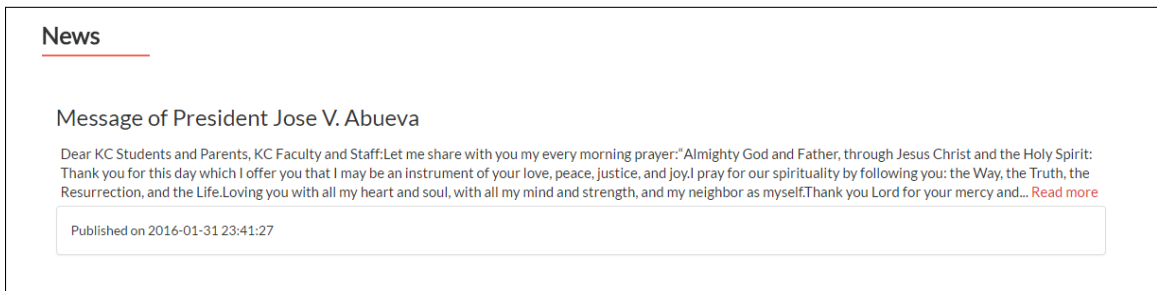 News
Message of President Jose V. Abueva
Dear KC Students and Parents, KC Faculty and Staff:Let me share with you my every morning prayer:“Almighty God and Father, through Jesus Christ and the Holy Spirit:
Thank you for this day which I offer you that I may be an instrument of your love, peace, justice, and joy.I pray for our spirituality by following you: the Way, the Truth, the
Resurrection, and the Life.Loving you with all my heart and soul, with all my mind and strength, and my neighbor as myself.Thank you Lord for your mercy and... Read more
Published on 2016-01-31 23:41:27